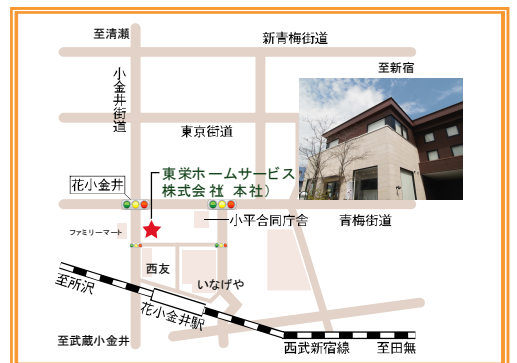 至清瀬
新青梅街道
至新宿
小金井街道
東京街道
東栄ホームサービス
株式会社( 本社)
花小金井
小平合同庁舎
青梅街道
ファミリーマート
西友
いなげや
至所沢
花小金井駅
至武蔵小金井
西武新宿線
至田無